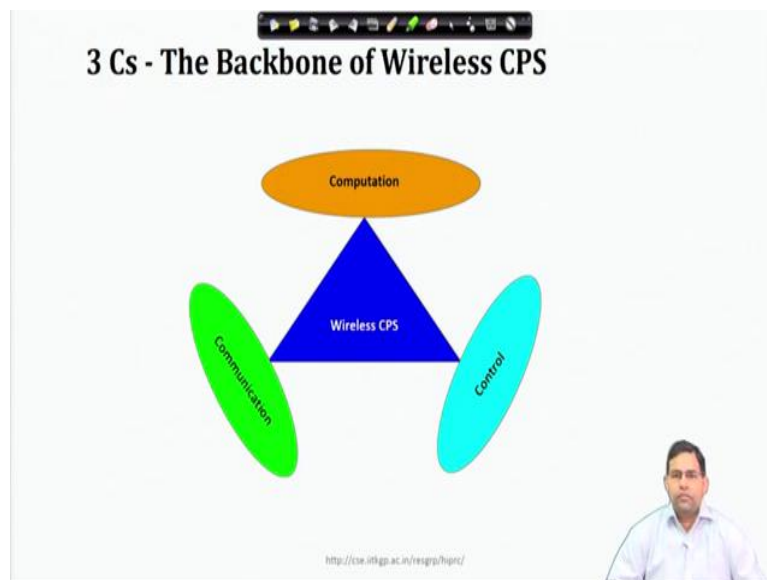 3 Cs - The Backbone of Wireless CPS
Computation
Wireless CPS
Communication
Control
http://cse.iitkgp.ac.in/resgrp/hiprc/